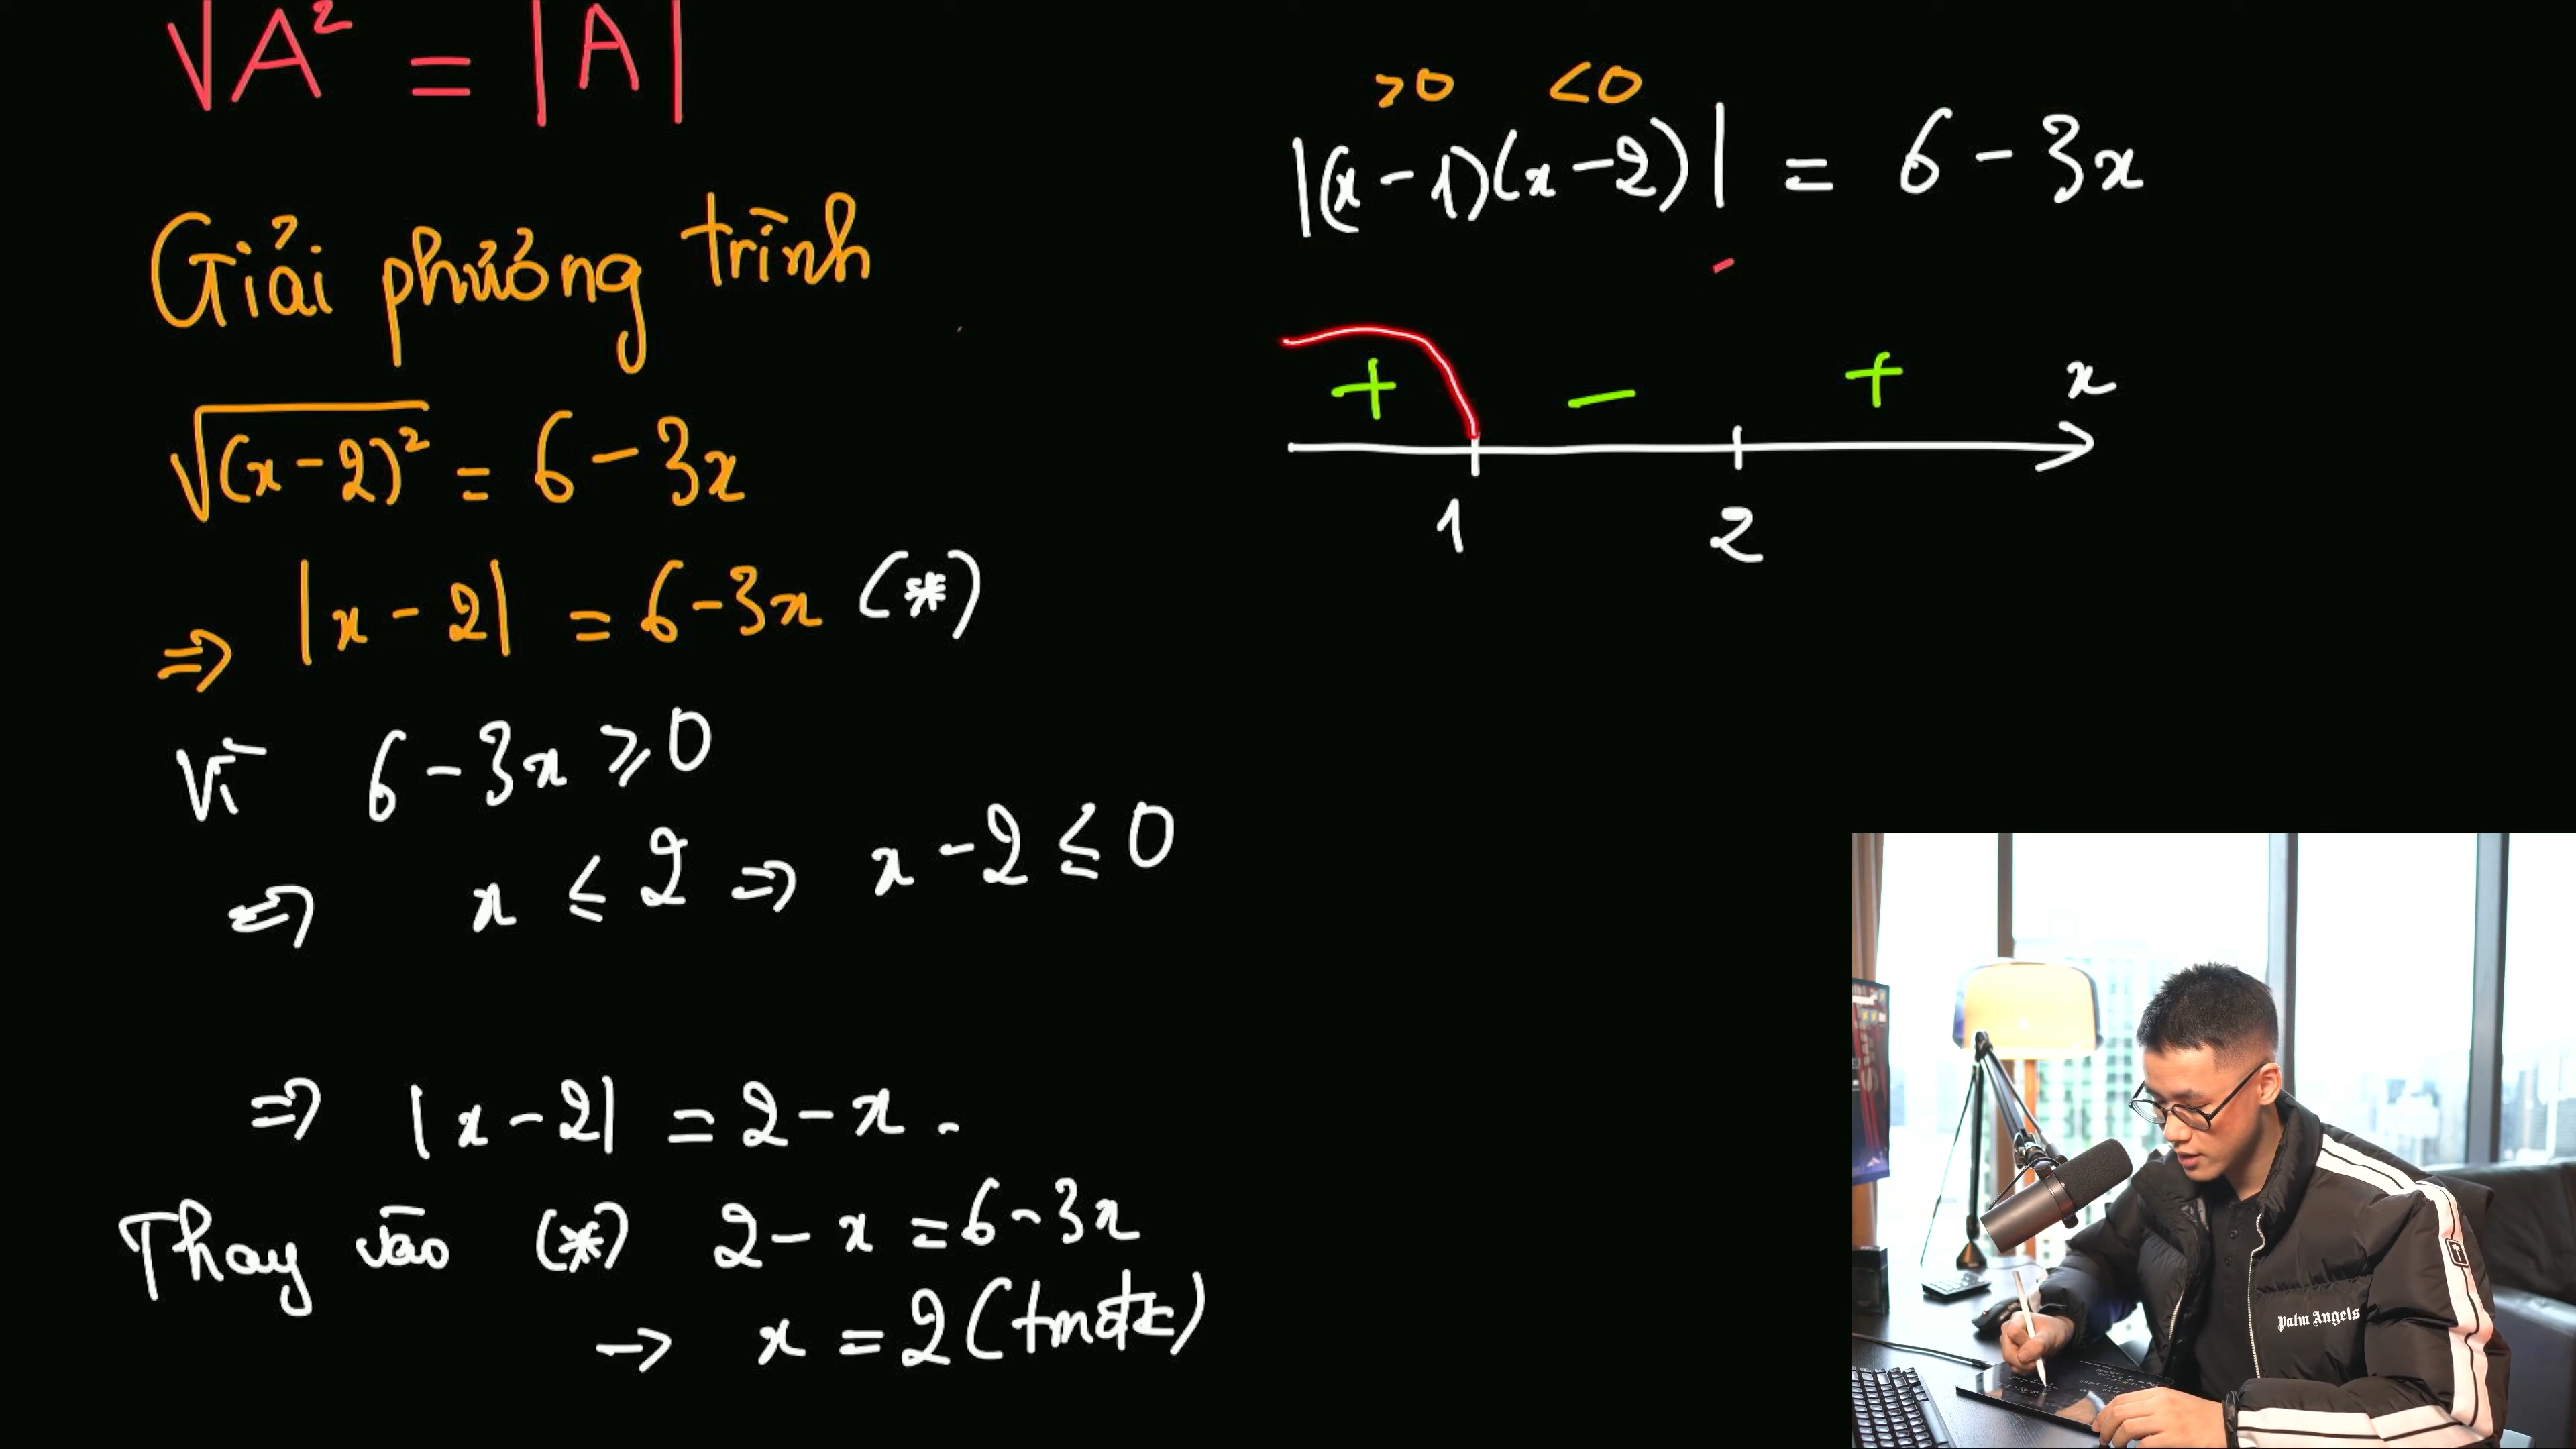 √A² = |A|
Giải phương trình
√(x-2)² = 6-3x
⇒ |x-2| = 6-3x (*)
Vì 6-3x ≥ 0
⇒ x ≤ 2 ⇒ x-2 ≤ 0
⇒ |x-2| = 2-x.
Thay vào (*) 2-x = 6-3x
→ x = 2 (tmđk)
>0 <0
|(x-1)(x-2)| = 6-3x
+ - + x
1 2
Palm Angels